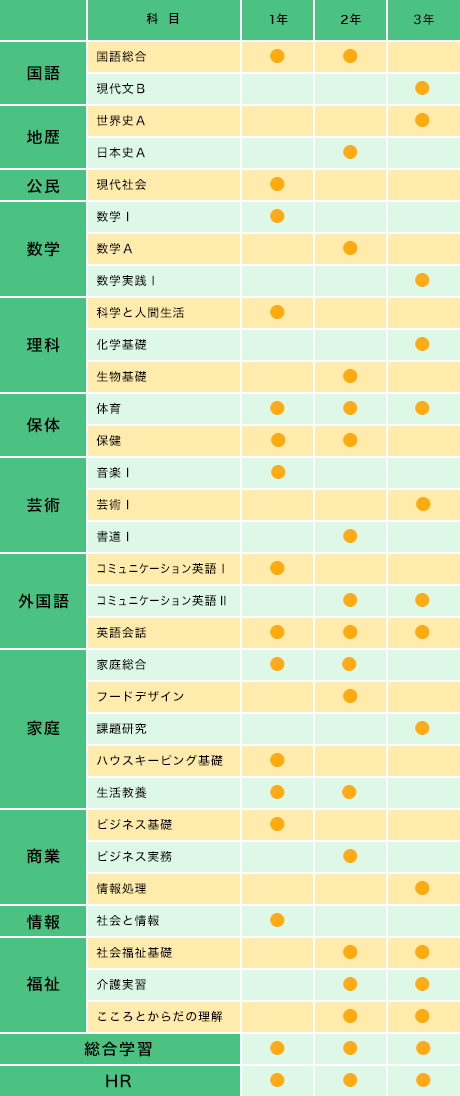 科 目 1年 2年 3年
国語
国語総合 ● ●
現代文B ●
地歴
世界史A ●
日本史A ●
公民
現代社会 ●
数学
数学Ⅰ ●
数学A ●
数学実践Ⅰ ●
理科
科学と人間生活 ●
化学基礎 ●
生物基礎 ●
保体
体育 ● ● ●
保健 ● ●
芸術
音楽Ⅰ ●
芸術Ⅰ ●
書道Ⅰ ●
外国語
コミュニケーション英語Ⅰ ●
コミュニケーション英語Ⅱ ● ●
英語会話 ● ● ●
家庭
家庭総合 ● ●
フードデザイン ●
課題研究 ●
ハウスキーピング基礎 ●
生活教養 ● ●
商業
ビジネス基礎 ●
ビジネス実務 ●
情報処理 ●
情報
社会と情報 ●
福祉
社会福祉基礎 ● ●
介護実習 ● ●
こころとからだの理解 ● ●
総合学習 ● ● ●
HR ● ● ●